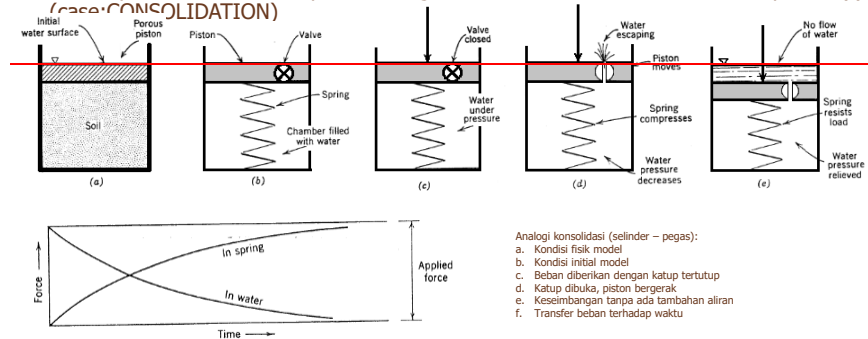 (case:CONSOLIDATION)
Initial
water surface
Porous
piston
Soil
(a)
Piston
Valve
Spring
Chamber filled
with water
(b)
Valve
closed
Water
under
pressure
(c)
Water
escaping
Piston
moves
Spring
compresses
Water
pressure
decreases
(d)
No flow
of water
Spring
resists
load
Water
pressure
relieved
(e)
Force
In spring
In water
Applied
force
Time
Analogi konsolidasi (selinder – pegas):
a. Kondisi fisik model
b. Kondisi initial model
c. Beban diberikan dengan katup tertutup
d. Katup dibuka, piston bergerak
e. Keseimbangan tanpa ada tambahan aliran
f. Transfer beban terhadap waktu